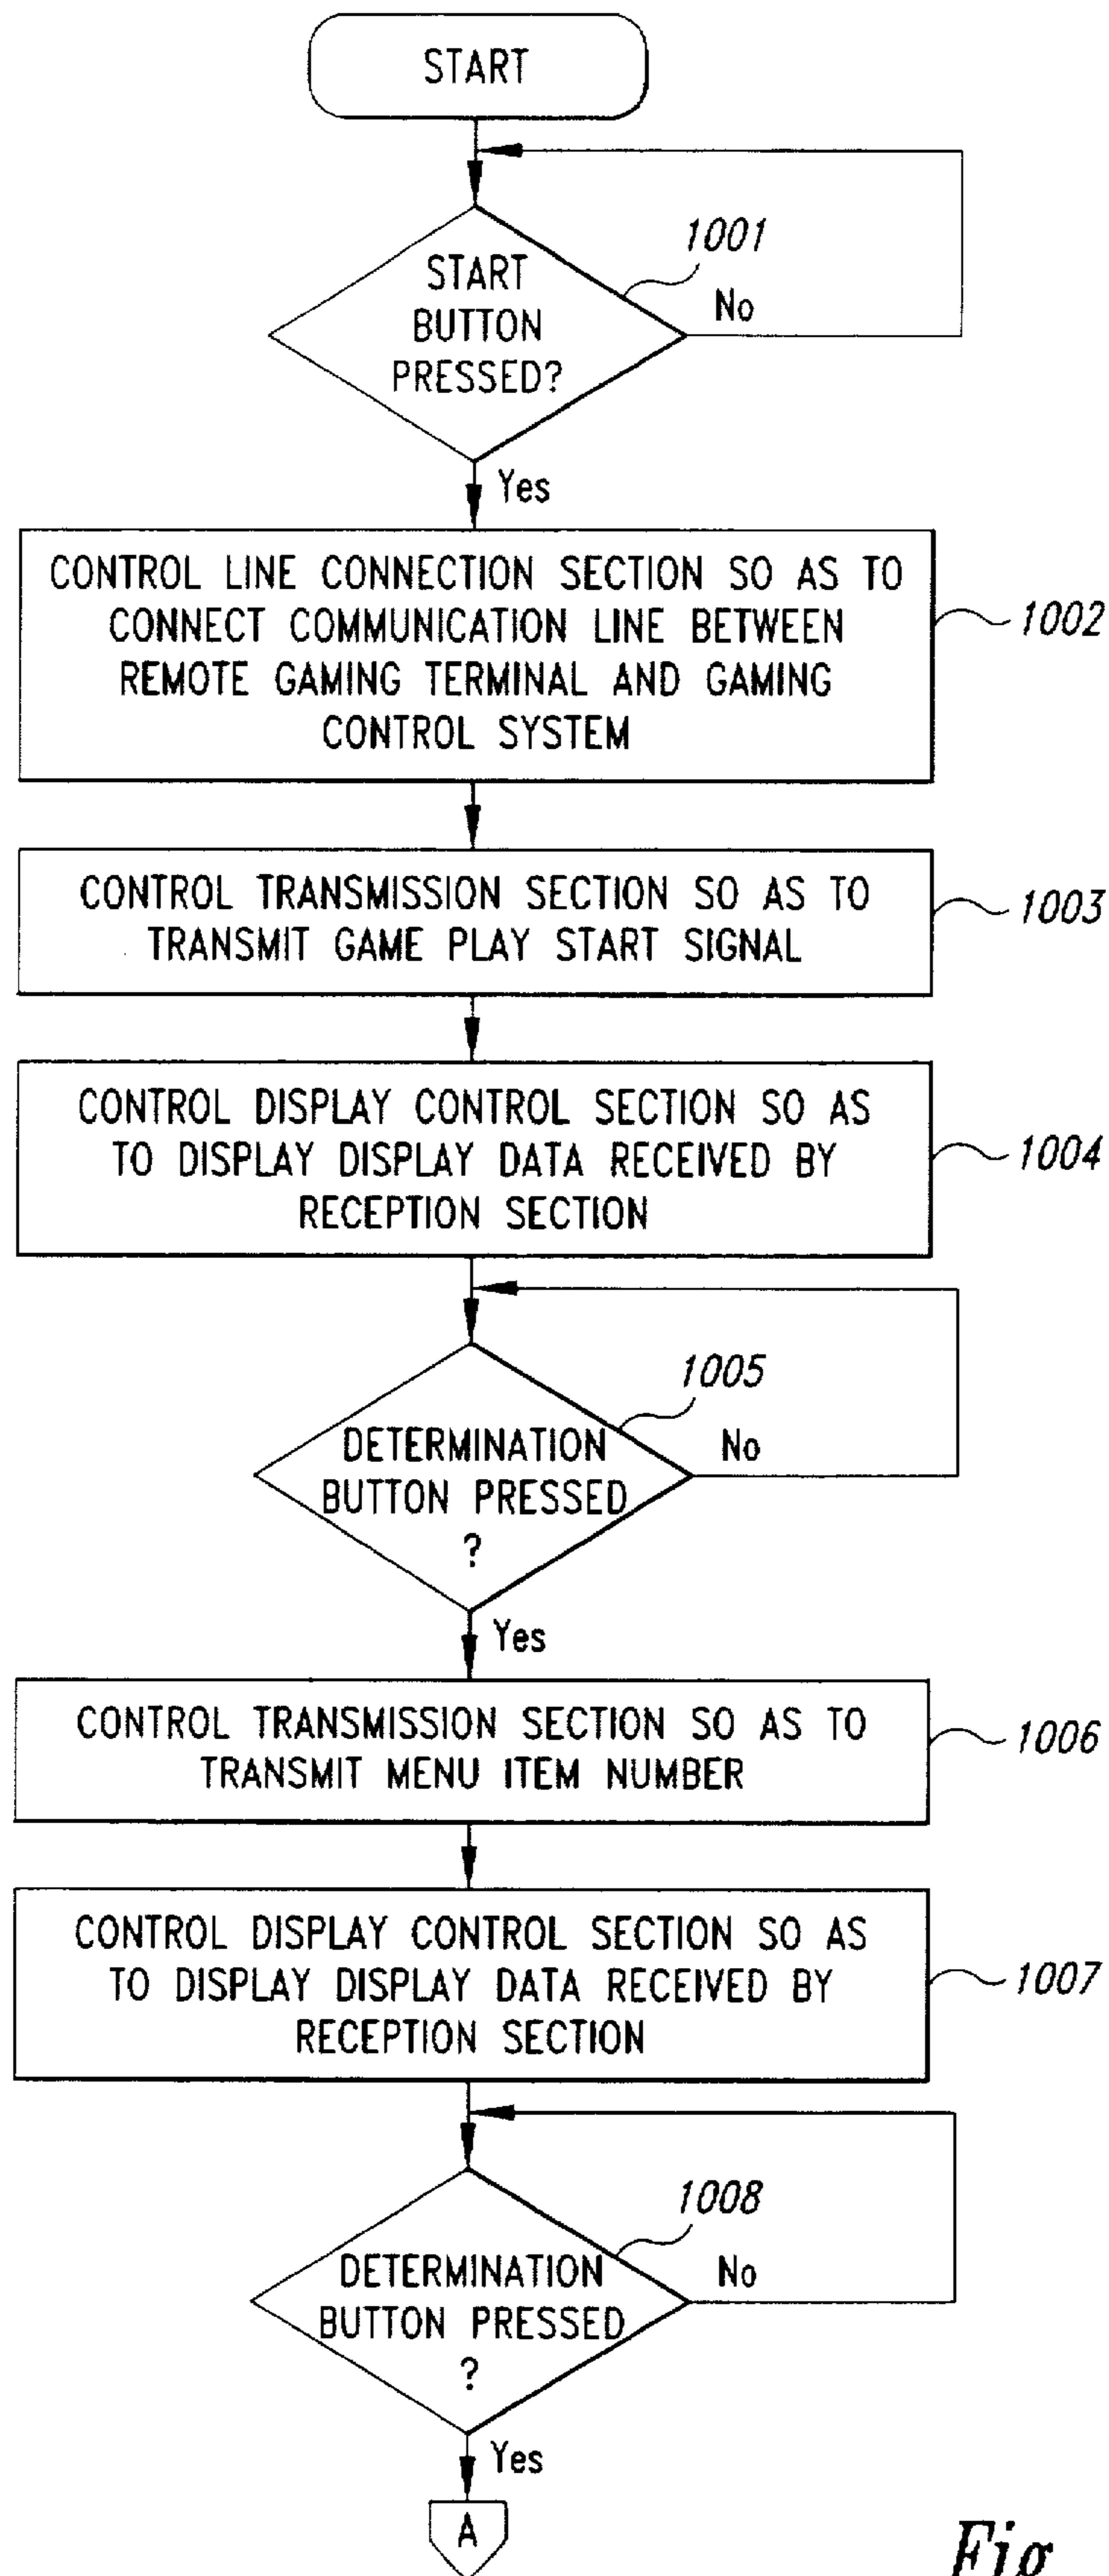 START
START
BUTTON
PRESSED?
1001
No
Yes
CONTROL LINE CONNECTION SECTION SO AS TO
CONNECT COMMUNICATION LINE BETWEEN
REMOTE GAMING TERMINAL AND GAMING
CONTROL SYSTEM
1002
CONTROL TRANSMISSION SECTION SO AS TO
TRANSMIT GAME PLAY START SIGNAL
1003
CONTROL DISPLAY CONTROL SECTION SO AS
TO DISPLAY DISPLAY DATA RECEIVED BY
RECEPTION SECTION
1004
DETERMINATION
BUTTON PRESSED
?
1005
No
Yes
CONTROL TRANSMISSION SECTION SO AS TO
TRANSMIT MENU ITEM NUMBER
1006
CONTROL DISPLAY CONTROL SECTION SO AS
TO DISPLAY DISPLAY DATA RECEIVED BY
RECEPTION SECTION
1007
DETERMINATION
BUTTON PRESSED
?
1008
No
Yes
A
Fig